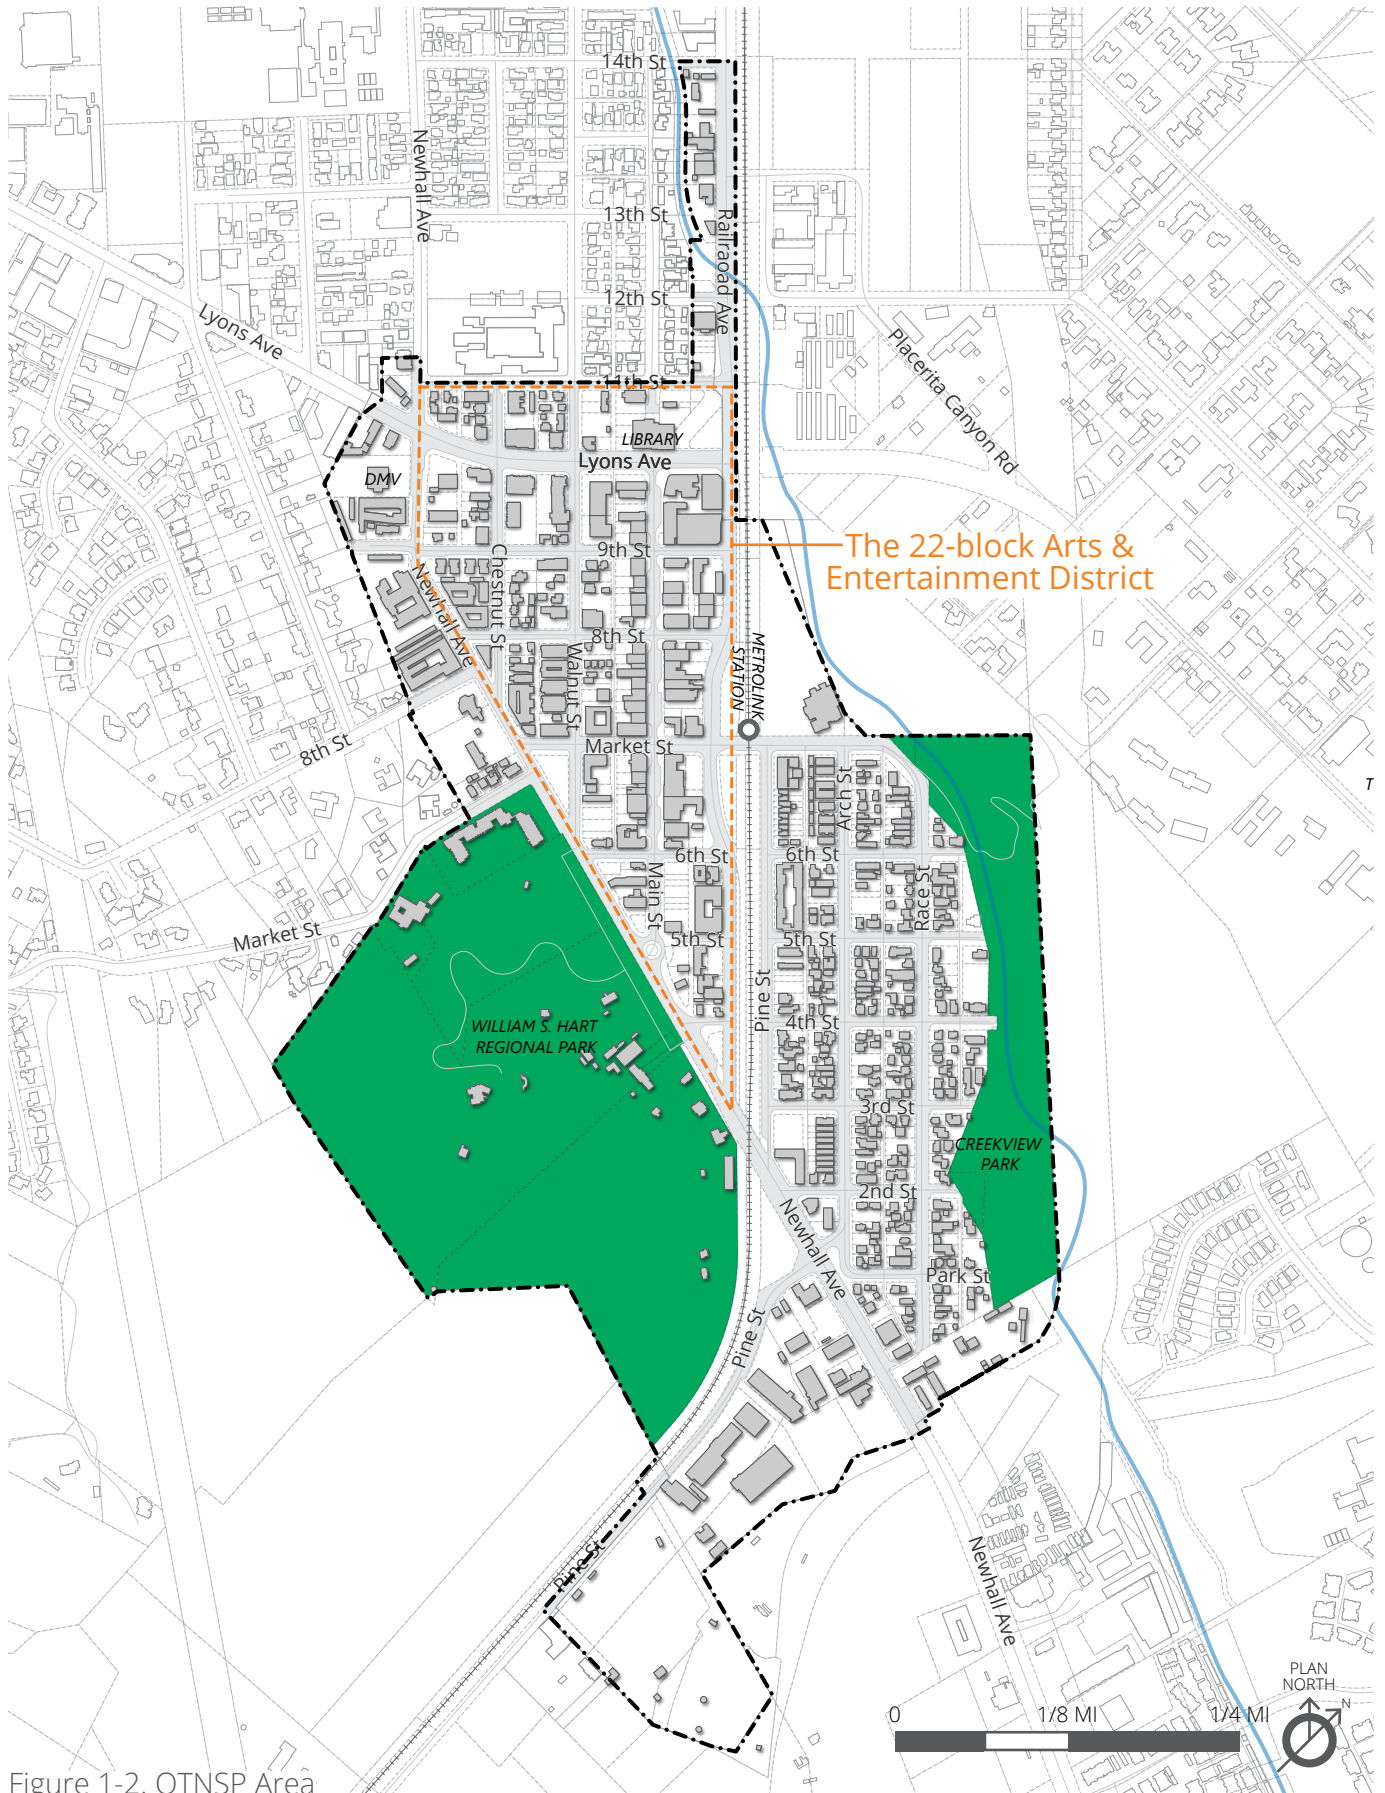 14th St
Newhall Ave
13th St
Railraoad Ave
12th St
Lyons Ave
Placerita Canyon Rd
11th St
LIBRARY
Lyons Ave
DMV
9th St
The 22-block Arts &
Entertainment District
Chestnut St
Newhall Ave
8th St
Walnut St
METROLINK
STATION
8th St
Market St
Arch St
T
6th St
6th St
Main St
Race St
Market St
5th St
5th St
Pine St
4th St
WILLIAM S. HART
REGIONAL PARK
3rd St
CREEKVIEW
PARK
2nd St
Newhall Ave
Park St
Pine St
Pine St
Newhall Ave
PLAN
NORTH
N
0 1/8 MI 1/4 MI
Figure 1-2. OTNSP Area